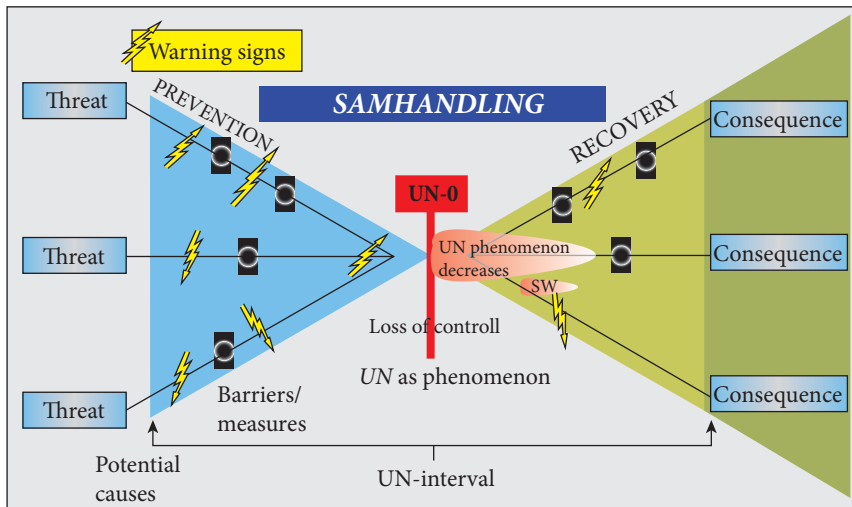 Warning signs
Threat
PREVENTION
SAMHANDLING
RECOVERY
Consequence
UN-0
Threat
UN phenomenon
decreases
Consequence
SW
Loss of controll
UN as phenomenon
Threat
Barriers/
measures
Consequence
Potential
causes
UN-interval